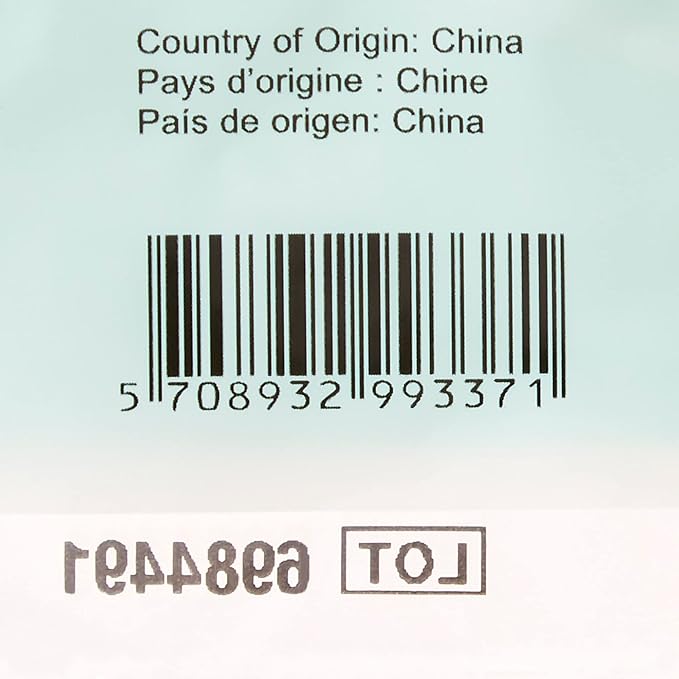 Country of Origin: China
Pays d'origine : Chine
País de origen: China
5 708932 993371
LOT 6984491